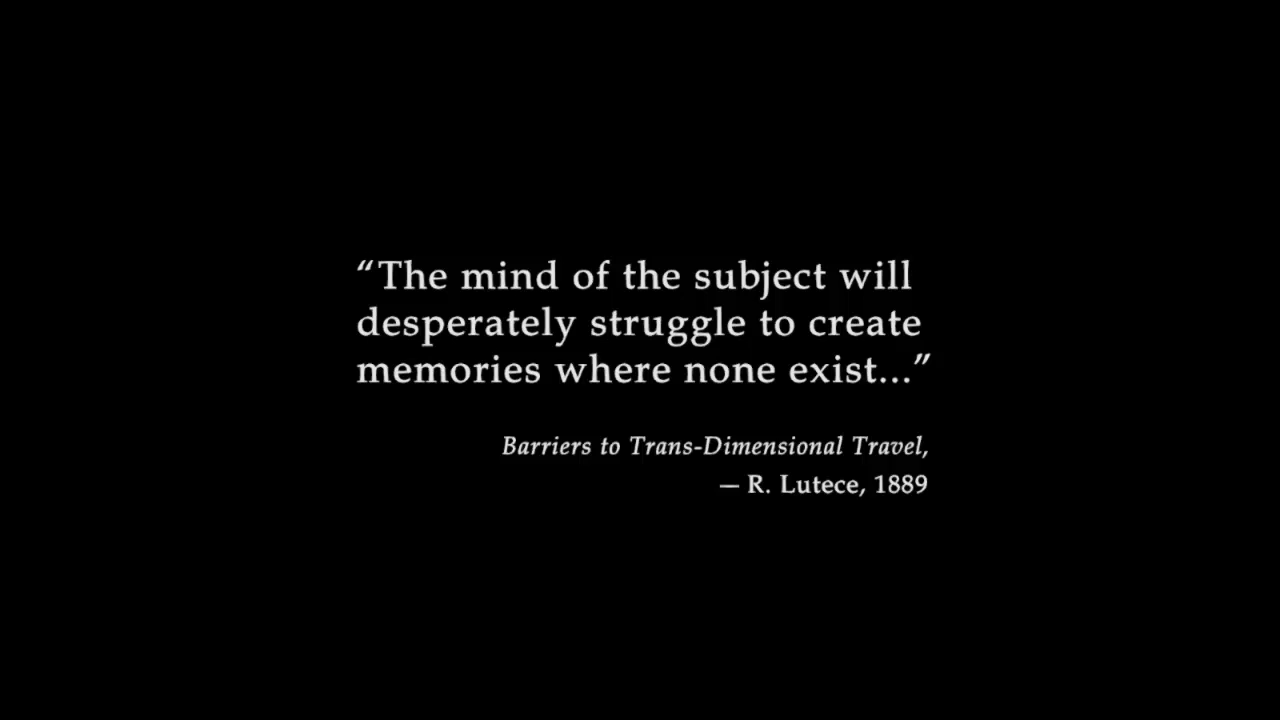 “The mind of the subject will
desperately struggle to create
memories where none exist...”
Barriers to Trans-Dimensional Travel,
— R. Lutece, 1889